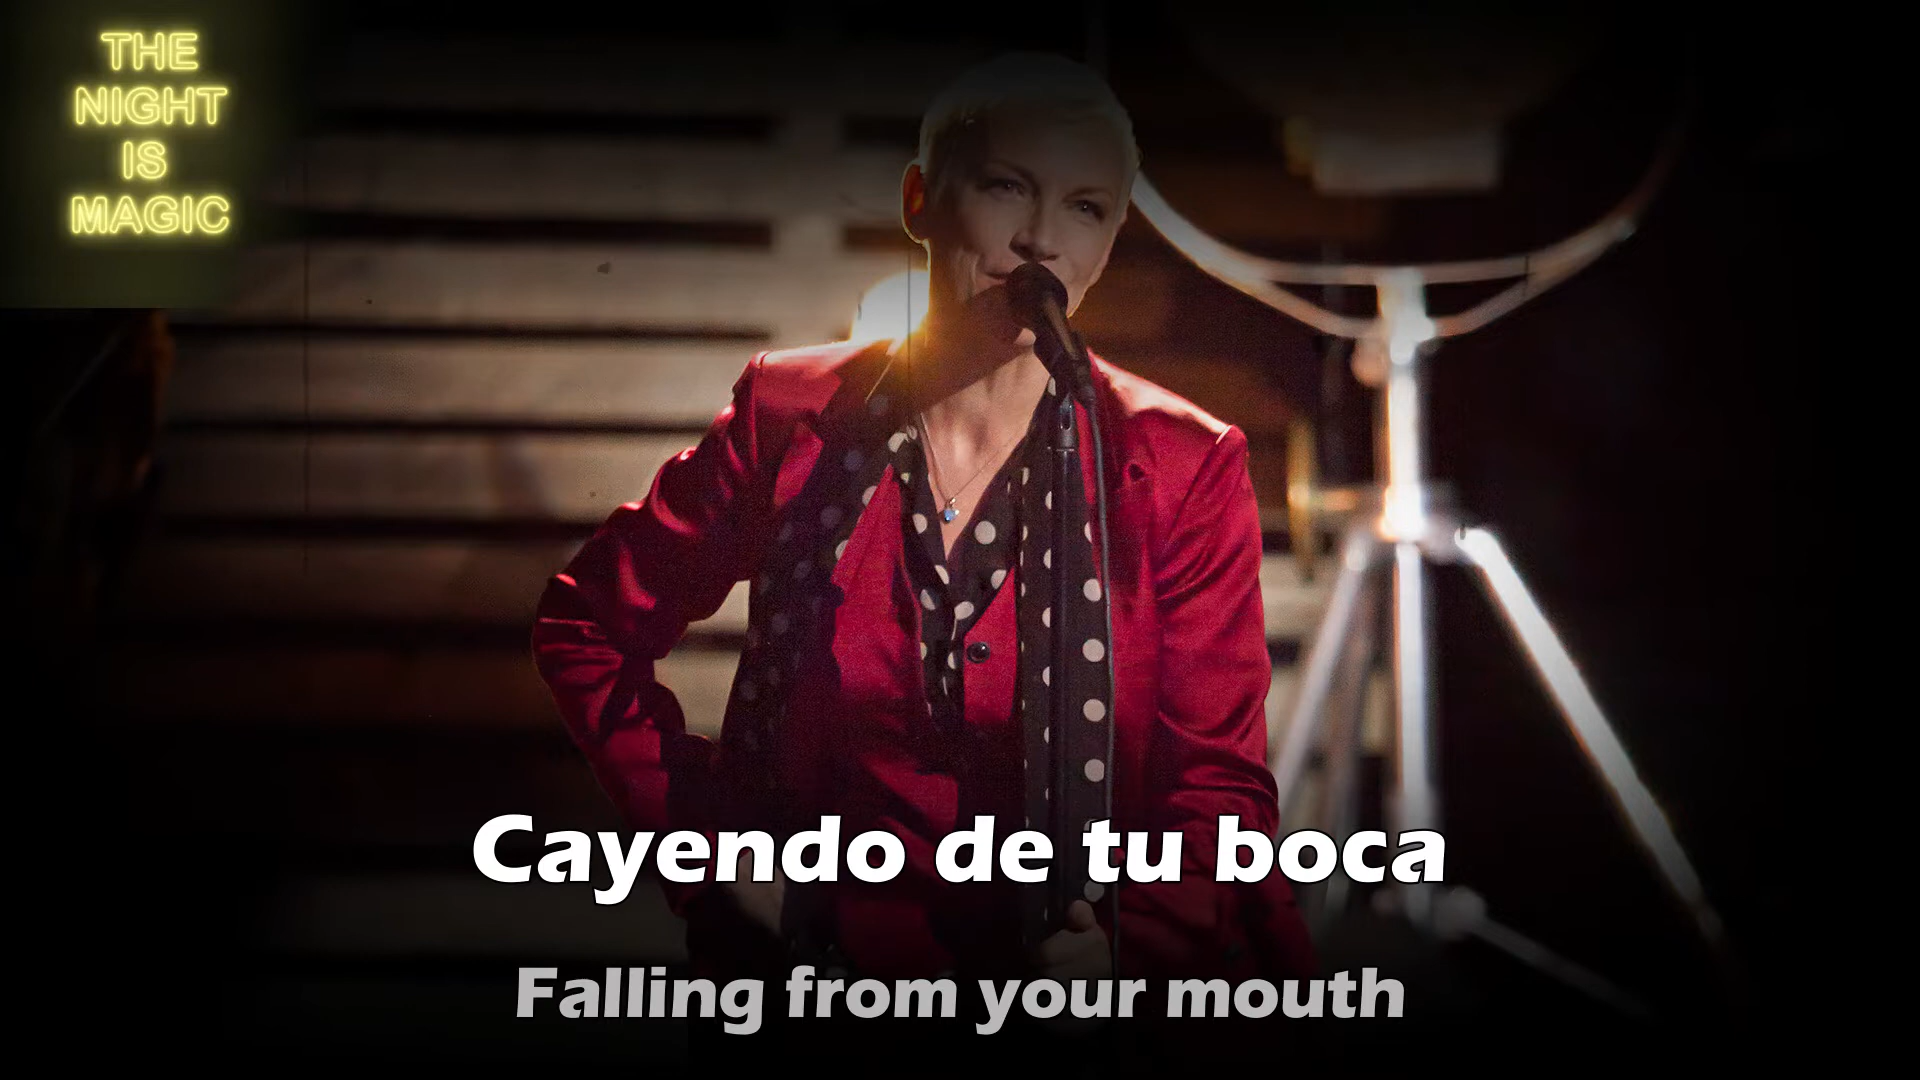 THE
NIGHT
IS
MAGIC
Cayendo de tu boca
Falling from your mouth